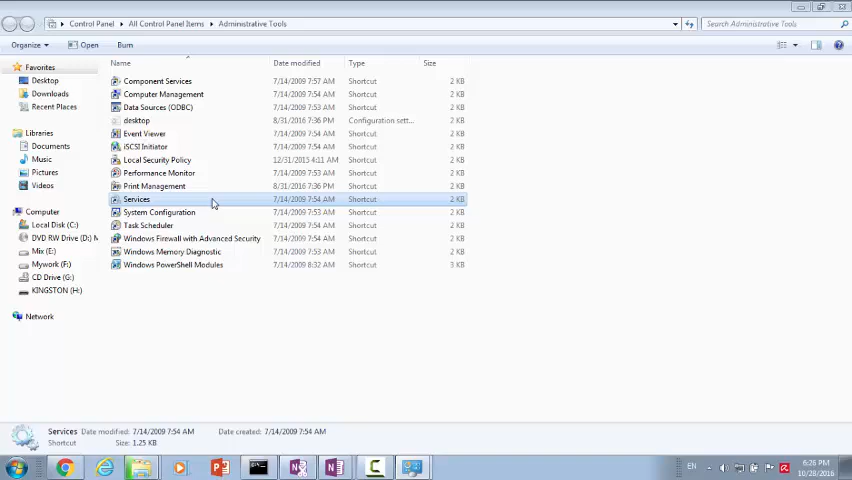 Control Panel ▸ All Control Panel Items ▸ Administrative Tools
Search Administrative Tools
Organize Open Burn
Name Date modified Type Size
Favorites
Desktop
Downloads
Recent Places
Libraries
Documents
Music
Pictures
Videos
Computer
Local Disk (C:)
DVD RW Drive (D:) M
Mix (E:)
Mywork (F:)
CD Drive (G:)
KINGSTON (H:)
Network
Component Services 7/14/2009 7:57 AM Shortcut 2 KB
Computer Management 7/14/2009 7:54 AM Shortcut 2 KB
Data Sources (ODBC) 7/14/2009 7:53 AM Shortcut 2 KB
desktop 8/31/2016 7:36 PM Configuration sett... 2 KB
Event Viewer 7/14/2009 7:54 AM Shortcut 2 KB
iSCSI Initiator 7/14/2009 7:54 AM Shortcut 2 KB
Local Security Policy 12/31/2013 4:11 AM Shortcut 2 KB
Performance Monitor 7/14/2009 7:53 AM Shortcut 2 KB
Print Management 8/31/2016 7:36 PM Shortcut 2 KB
Services 7/14/2009 7:54 AM Shortcut 2 KB
System Configuration 7/14/2009 7:53 AM Shortcut 2 KB
Task Scheduler 7/14/2009 7:54 AM Shortcut 2 KB
Windows Firewall with Advanced Security 7/14/2009 7:54 AM Shortcut 2 KB
Windows Memory Diagnostic 7/14/2009 7:53 AM Shortcut 2 KB
Windows PowerShell Modules 7/14/2009 8:32 AM Shortcut 3 KB
Services Date modified: 7/14/2009 7:54 AM Date created: 7/14/2009 7:54 AM
Shortcut Size: 1.25 KB
EN
6:26 PM
10/28/2016